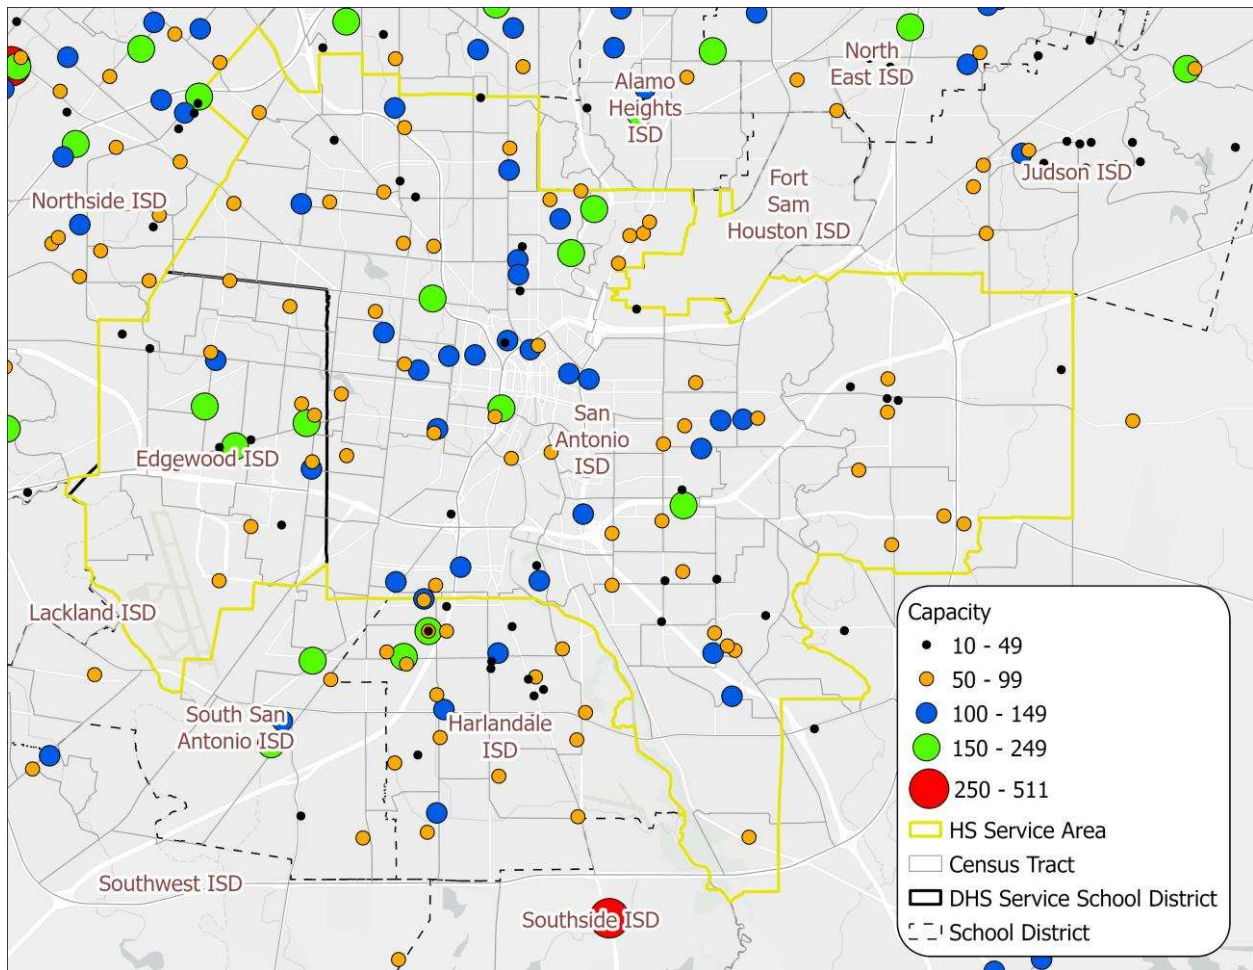 North
East ISD
Alamo
Heights
ISD
Judson ISD
Fort
Sam
Houston ISD
Northside ISD
San
Antonio
ISD
Edgewood ISD
Lackland ISD
South San
Antonio ISD
Harlandale
ISD
Southwest ISD
Southside ISD
Capacity
10 - 49
50 - 99
100 - 149
150 - 249
250 - 511
HS Service Area
Census Tract
DHS Service School District
School District